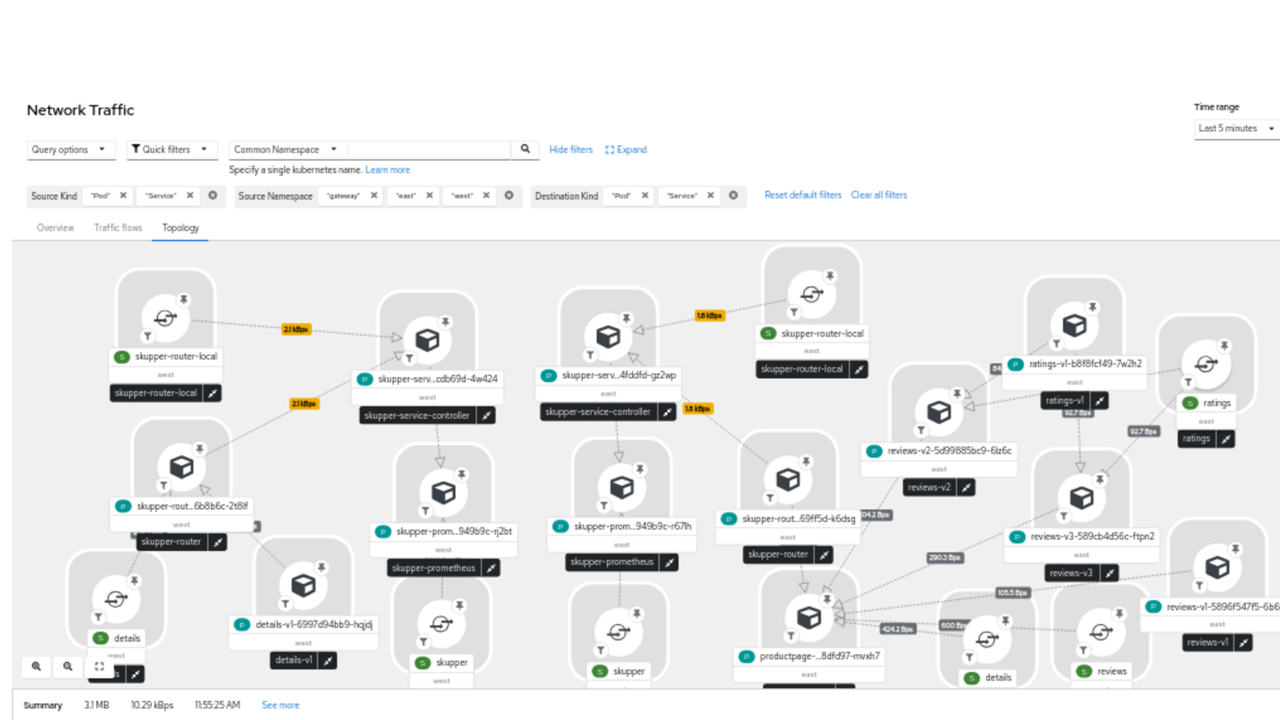 Network Traffic
Time range
Last 5 minutes
Query options
Quick filters
Common Namespace
Hide filters
Expand
Specify a single kubernetes name. Learn more
Source Kind "Pod" "Service" Source Namespace "gateway" "east" "west" Destination Kind "Pod" "Service" Reset default filters Clear all filters
Overview Traffic flows Topology
S skupper-router-local
west
skupper-router-local
2.1 kBps
P skupper-serv...cdb69d-4w424
west
skupper-service-controller
P skupper-serv...4fddfd-gz2wp
east
skupper-service-controller
1.8 kBps
S skupper-router-local
east
skupper-router-local
P ratings-v1-b8f8fcf49-7w2h2
east
ratings-v1
S ratings
east
ratings
2.1 kBps
1.8 kBps
92.7 Bps
92.7 Bps
P reviews-v2-5d99885bc9-6lz6c
east
reviews-v2
P skupper-rout...6b8b6c-2t8lf
west
skupper-router
P skupper-prom...949b9c-rj2bt
west
skupper-prometheus
P skupper-prom...949b9c-r67lh
east
skupper-prometheus
P skupper-rout...69ff5d-k6dsg
east
skupper-router
04.2 Bps
P reviews-v3-589cb4d56c-ftpn2
east
reviews-v3
290.3 Bps
105.5 Bps
P reviews-v1-5896f547f5-6b6
east
reviews-v1
S details
west
s
P details-v1-6997d94bb9-hqjdj
west
details-v1
S skupper
west
S skupper
P productpage-...8dfd97-mvxh7
424.2 Bps
600 Bps
S details
S reviews
Summary 3.1 MB 10.29 kBps 11:55:25 AM See more